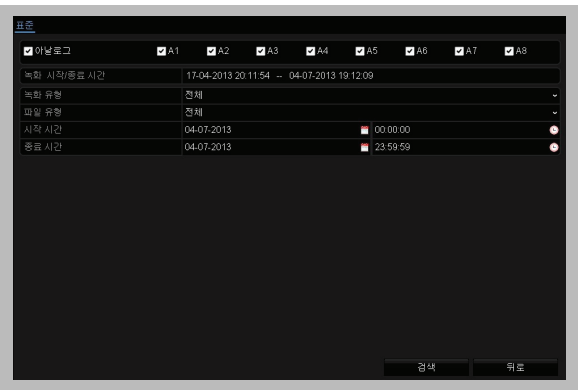 표준
아날로그 A1 A2 A3 A4 A5 A6 A7 A8
녹화 시작/종료 시간 17-04-2013 20:11:54 -- 04-07-2013 19:12:09
녹화 유형 전체
파일 유형 전체
시작 시간 04-07-2013 00:00:00
종료 시간 04-07-2013 23:59:59
검색 뒤로